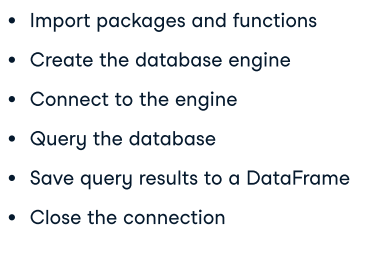 • Import packages and functions
• Create the database engine
• Connect to the engine
• Query the database
• Save query results to a DataFrame
• Close the connection